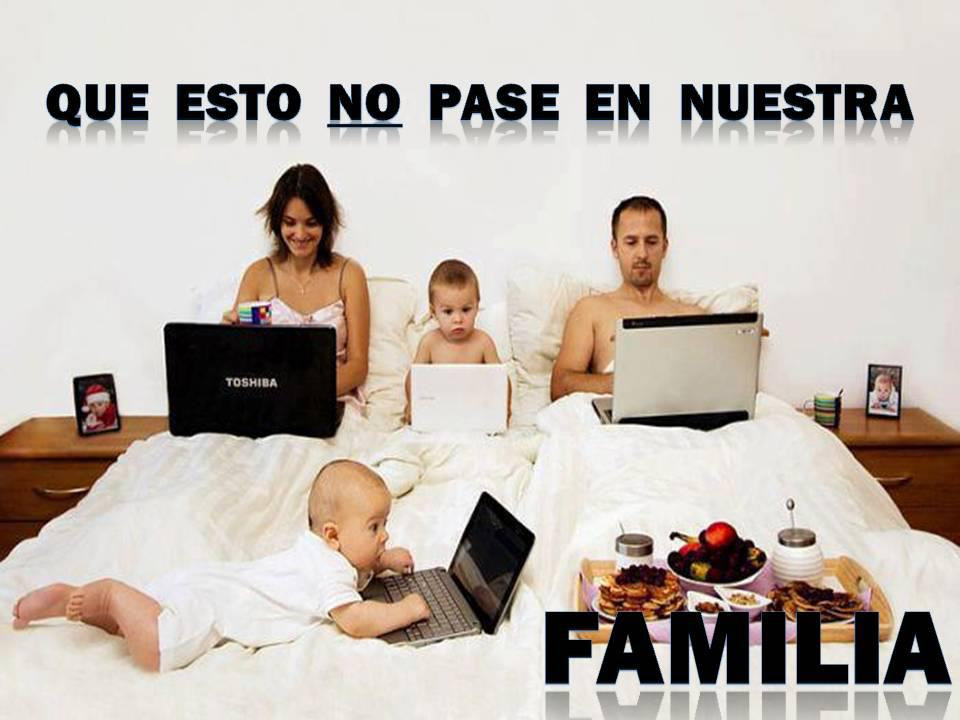 QUE ESTO NO PASE EN NUESTRA
TOSHIBA
FAMILIA